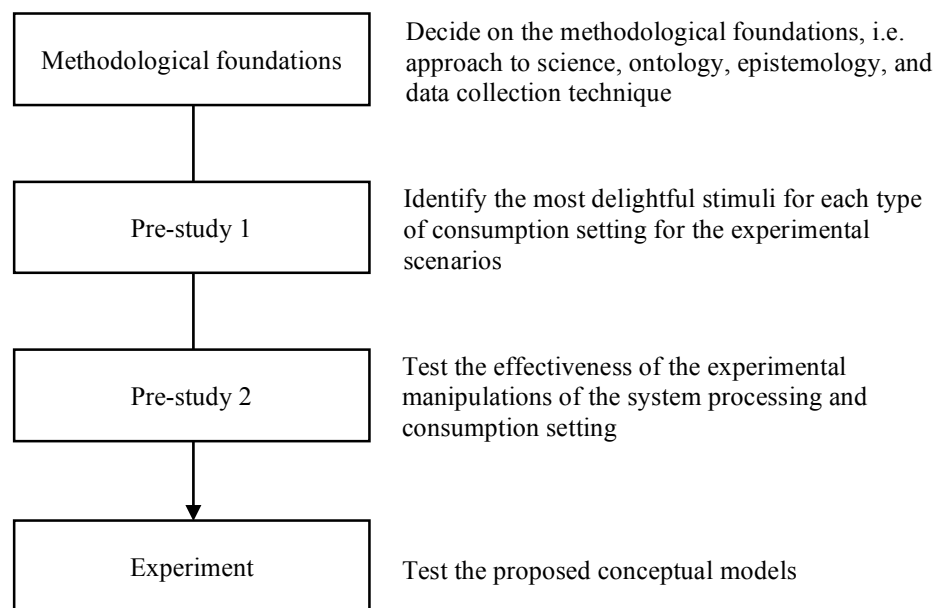 Methodological foundations
Decide on the methodological foundations, i.e.
approach to science, ontology, epistemology, and
data collection technique
Pre-study 1
Identify the most delightful stimuli for each type
of consumption setting for the experimental
scenarios
Pre-study 2
Test the effectiveness of the experimental
manipulations of the system processing and
consumption setting
Experiment
Test the proposed conceptual models